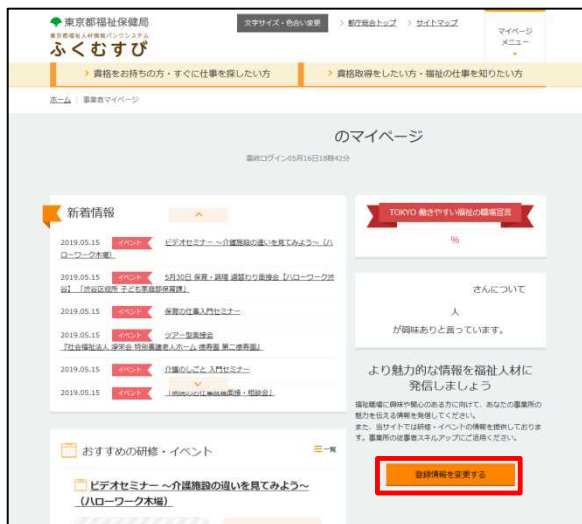 東京都福祉保健局
東京都福祉人材情報バンクシステム
ふくむすび
文字サイズ・色合い変更
都庁総合トップ
サイトマップ
マイページ
メニュー
資格をお持ちの方・すぐに仕事を探したい方
資格取得をしたい方・福祉の仕事を知りたい方
ホーム | 事業者マイページ
のマイページ
最終ログイン05月16日18時42分
新着情報
2019.05.15 イベント ビデオセミナー ～介護施設の違いを見てみよう～（ハ
ローワーク木場）
2019.05.15 イベント 5月30日 保育・調理 週替わり面接会【ハローワーク渋
谷】「渋谷区役所 子ども家庭部保育課」
2019.05.15 イベント 保育の仕事入門セミナー
2019.05.15 イベント ツアー型面接会
『社会福祉法人 淨栄会 特別養護老人ホーム 徳寿園 第二徳寿園』
2019.05.15 イベント 介護のしごと 入門セミナー
2019.05.15 イベント 「病院のお仕事就職面接・相談会」
TOKYO 働きやすい福祉の職場宣言
%
さんについて
人
が興味ありと言っています。
より魅力的な情報を福祉人材に
発信しましょう
福祉職場に興味や関心のある方に向けて、あなたの事業所の
魅力を伝える情報を発信してください。
また、当サイトでは研修・イベントの情報を提供しておりま
す。事業所の従事者スキルアップにご活用ください。
登録情報を変更する
おすすめの研修・イベント
一覧
ビデオセミナー ～介護施設の違いを見てみよう～
（ハローワーク木場）